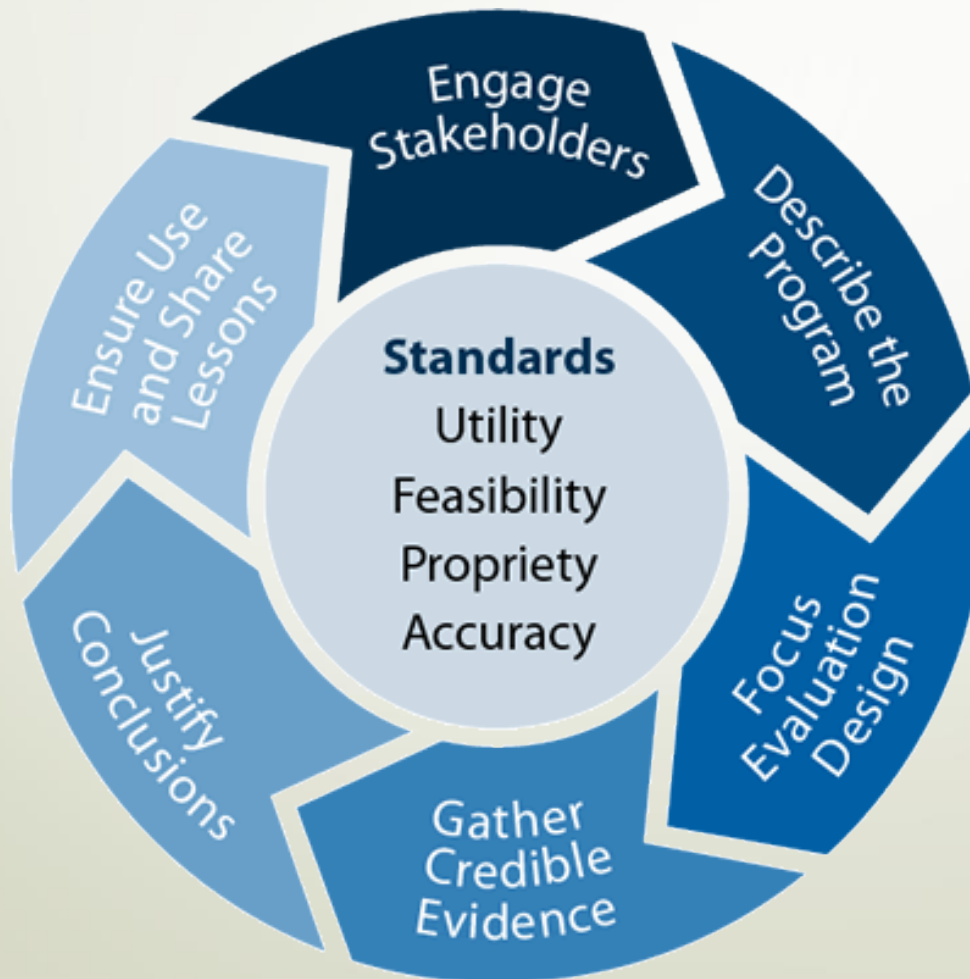 Engage
Stakeholders
Describe the
Program
Focus
Evaluation
Design
Gather
Credible
Evidence
Justify
Conclusions
Ensure Use
and Share
Lessons
Standards
Utility
Feasibility
Propriety
Accuracy